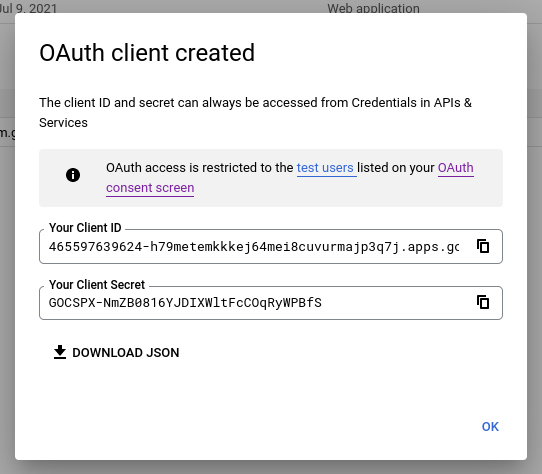 Jul 9, 2021 Web application
OAuth client created
The client ID and secret can always be accessed from Credentials in APIs &
Services
m.g
OAuth access is restricted to the test users listed on your OAuth
consent screen
Your Client ID
465597639624-h79metemkkkej64mei8cuvurmajp3q7j.apps.gc
Your Client Secret
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
DOWNLOAD JSON
OK